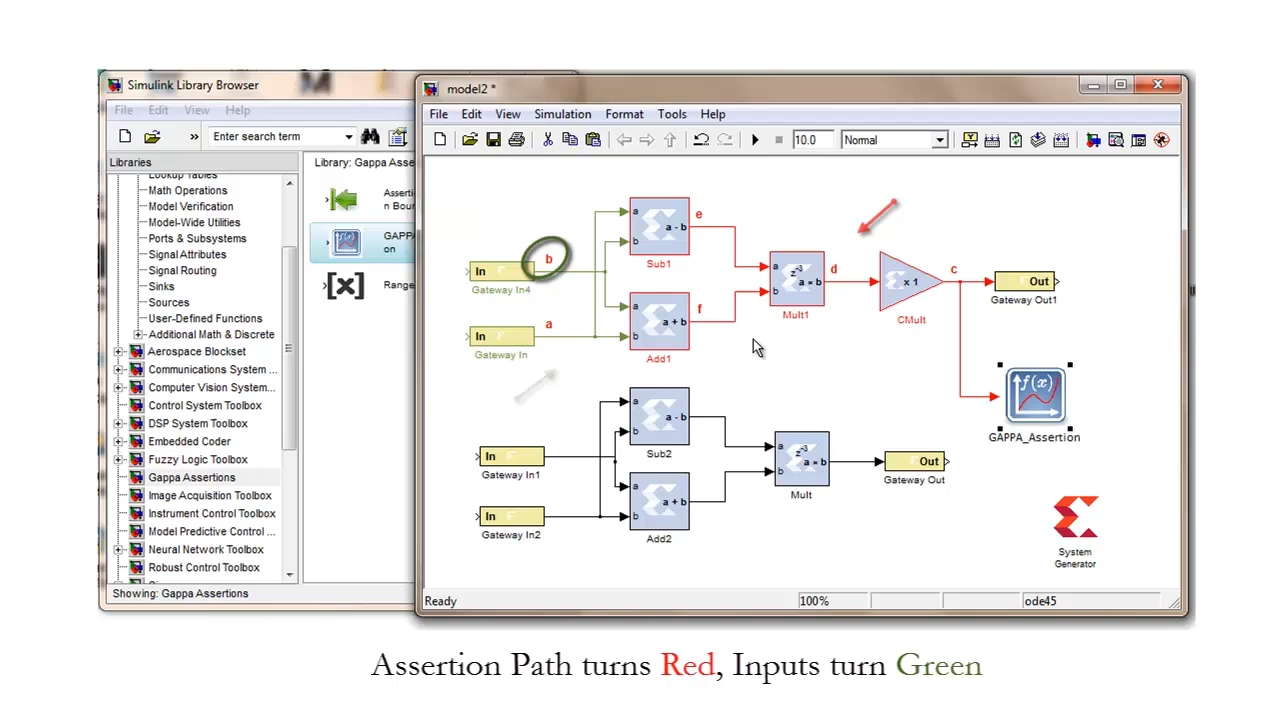 Simulink Library Browser
File Edit View Help
» Enter search term
Libraries
Library: Gappa Asse
Lookup Tables
Math Operations
Model Verification
Model-Wide Utilities
Ports & Subsystems
Signal Attributes
Signal Routing
Sinks
Sources
User-Defined Functions
Additional Math & Discrete
Aerospace Blockset
Communications System ...
Computer Vision System...
Control System Toolbox
DSP System Toolbox
Embedded Coder
Fuzzy Logic Toolbox
Gappa Assertions
Image Acquisition Toolbox
Instrument Control Toolbox
Model Predictive Control ...
Neural Network Toolbox
Robust Control Toolbox
Asserti
n Boun
GAPPA
on
[x]
Range
Showing: Gappa Assertions
model2 *
File Edit View Simulation Format Tools Help
10.0 Normal
In
b
Gateway In4
In
a
Gateway In
a
b
a - b
e
Sub1
a
b
a + b
f
Add1
a
b
z-3
a * b
d
Mult1
x 1
c
CMult
Out
Gateway Out1
f(x)
GAPPA_Assertion
In
Gateway In1
In
Gateway In2
a
b
a - b
Sub2
a
b
a + b
Add2
a
b
z-3
a * b
Mult
Out
Gateway Out
System
Generator
Ready 100% ode45
Assertion Path turns Red, Inputs turn Green